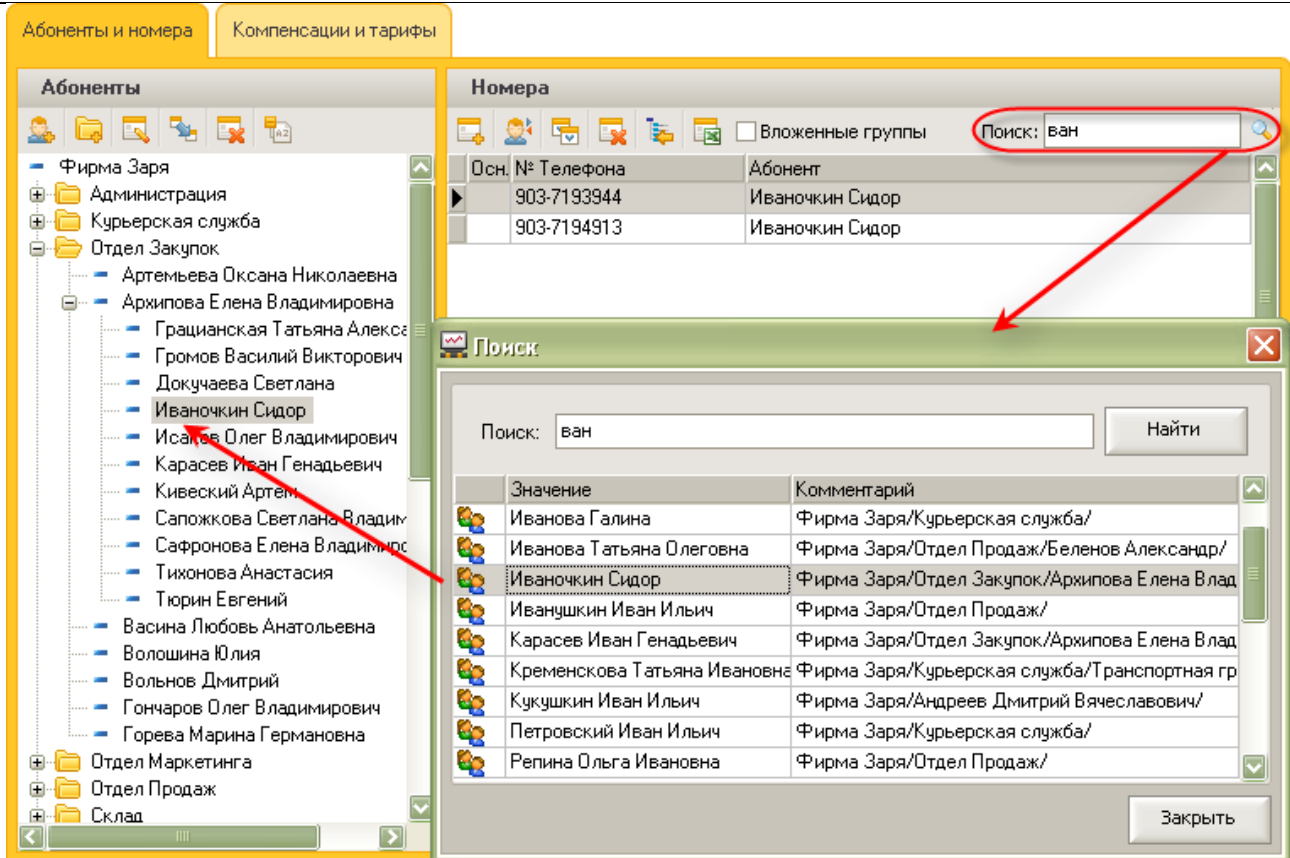 Абоненты и номера
Компенсации и тарифы
Абоненты
Фирма Заря
Администрация
Курьерская служба
Отдел Закупок
Артемьева Оксана Николаевна
Архипова Елена Владимировна
Грацианская Татьяна Алекса
Громов Василий Викторович
Докучаева Светлана
Иваночкин Сидор
Исаков Олег Владимирович
Карасев Иван Генадьевич
Кивеский Артем
Сапожкова Светлана Владим
Сафронова Елена Владимиро
Тихонова Анастасия
Тюрин Евгений
Васина Любовь Анатольевна
Волошина Юлия
Вольнов Дмитрий
Гончаров Олег Владимирович
Горева Марина Германовна
Отдел Маркетинга
Отдел Продаж
Склад
Номера
Вложенные группы Поиск: ван
Осн. № Телефона Абонент
903-7193944 Иваночкин Сидор
903-7194913 Иваночкин Сидор
Поиск
Поиск: ван Найти
Значение Комментарий
Иванова Галина Фирма Заря/Курьерская служба/
Иванова Татьяна Олеговна Фирма Заря/Отдел Продаж/Беленов Александр/
Иваночкин Сидор Фирма Заря/Отдел Закупок/Архипова Елена Влад
Иванушкин Иван Ильич Фирма Заря/Отдел Продаж/
Карасев Иван Генадьевич Фирма Заря/Отдел Закупок/Архипова Елена Влад
Кременскова Татьяна Ивановна Фирма Заря/Курьерская служба/Транспортная гр
Кукушкин Иван Ильич Фирма Заря/Андреев Дмитрий Вячеславович/
Петровский Иван Ильич Фирма Заря/Курьерская служба/
Репина Ольга Ивановна Фирма Заря/Отдел Продаж/
Закрыть